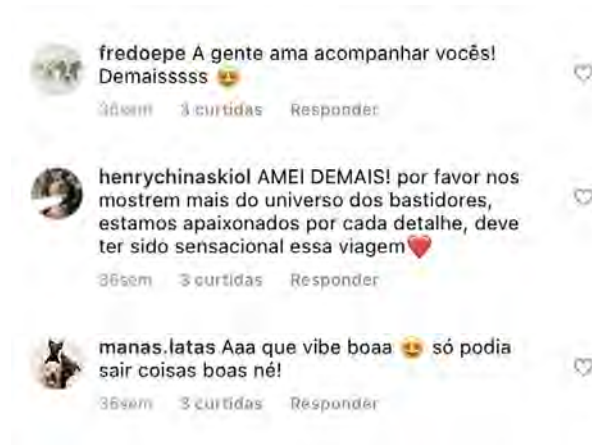 fredoepe A gente ama acompanhar vocês!
Demaisssss 🤩
36sem 3 curtidas Responder
henrychinaskiol AMEI DEMAIS! por favor nos
mostrem mais do universo dos bastidores,
estamos apaixonados por cada detalhe, deve
ter sido sensacional essa viagem❤️
36sem 3 curtidas Responder
manas.latas Aaa que vibe boaa 🤩 só podia
sair coisas boas né!
36sem 3 curtidas Responder